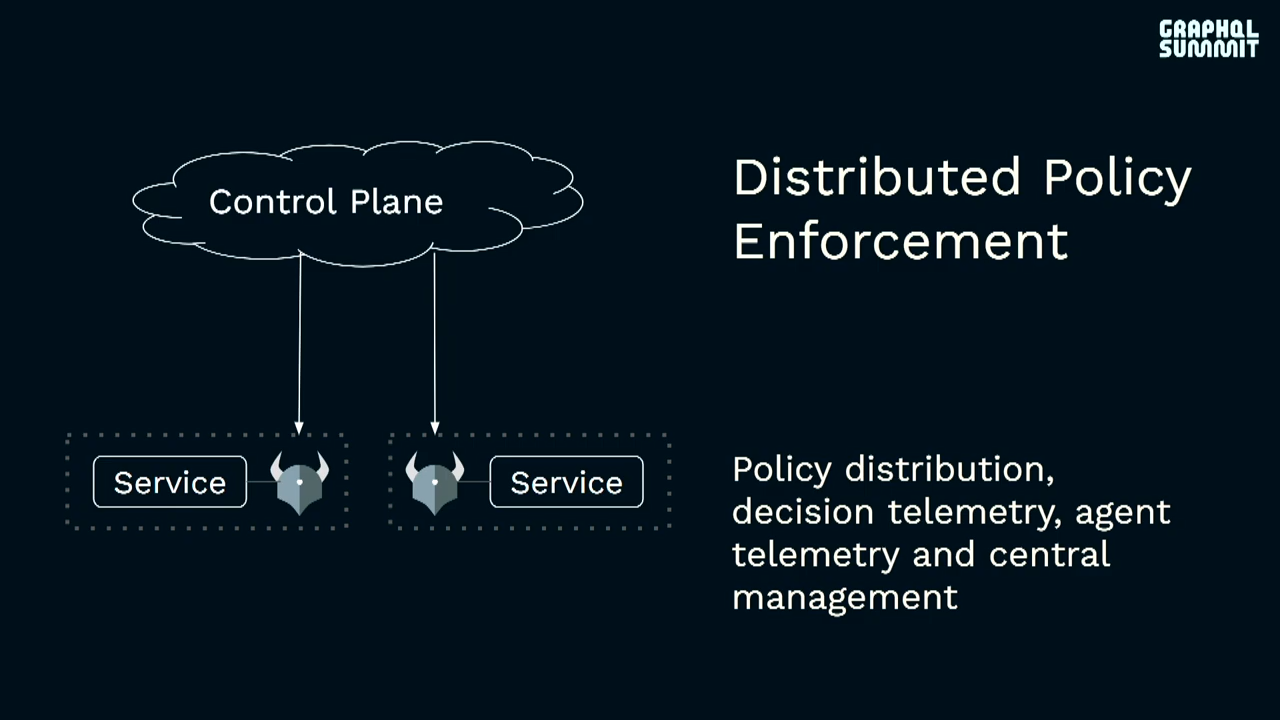 GRAPHQL
SUMMIT
Control Plane
Distributed Policy
Enforcement
Service
Service
Policy distribution,
decision telemetry, agent
telemetry and central
management